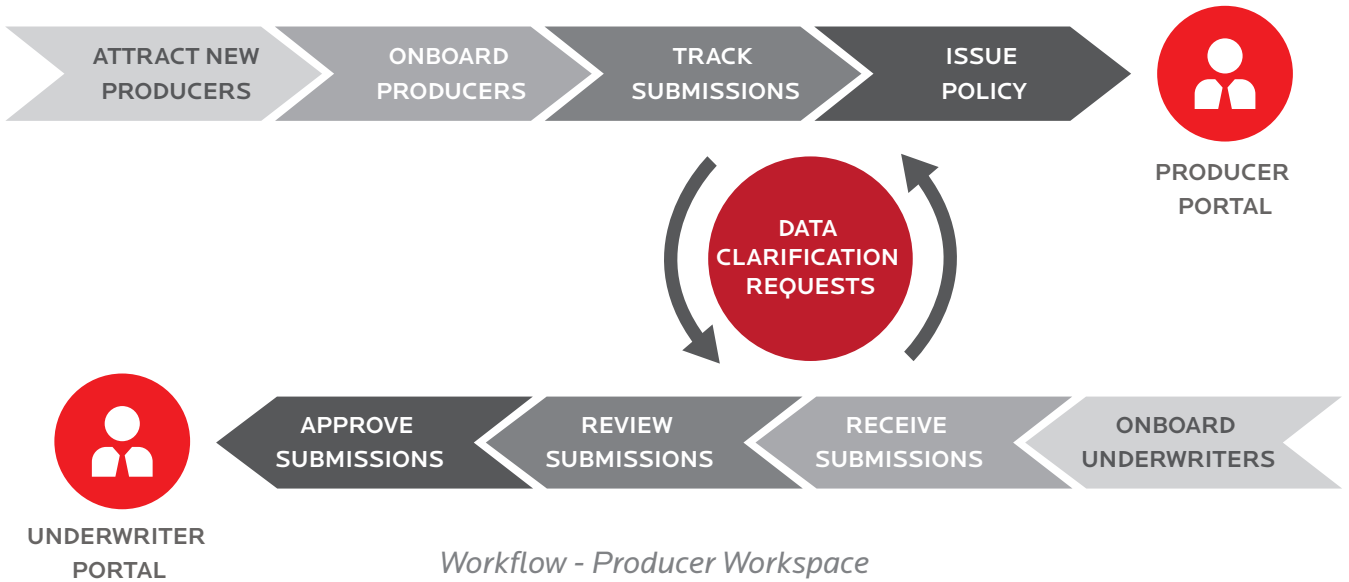 ATTRACT NEW
PRODUCERS
ONBOARD
PRODUCERS
TRACK
SUBMISSIONS
ISSUE
POLICY
PRODUCER
PORTAL
DATA
CLARIFICATION
REQUESTS
UNDERWRITER
PORTAL
APPROVE
SUBMISSIONS
REVIEW
SUBMISSIONS
RECEIVE
SUBMISSIONS
ONBOARD
UNDERWRITERS
Workflow - Producer Workspace